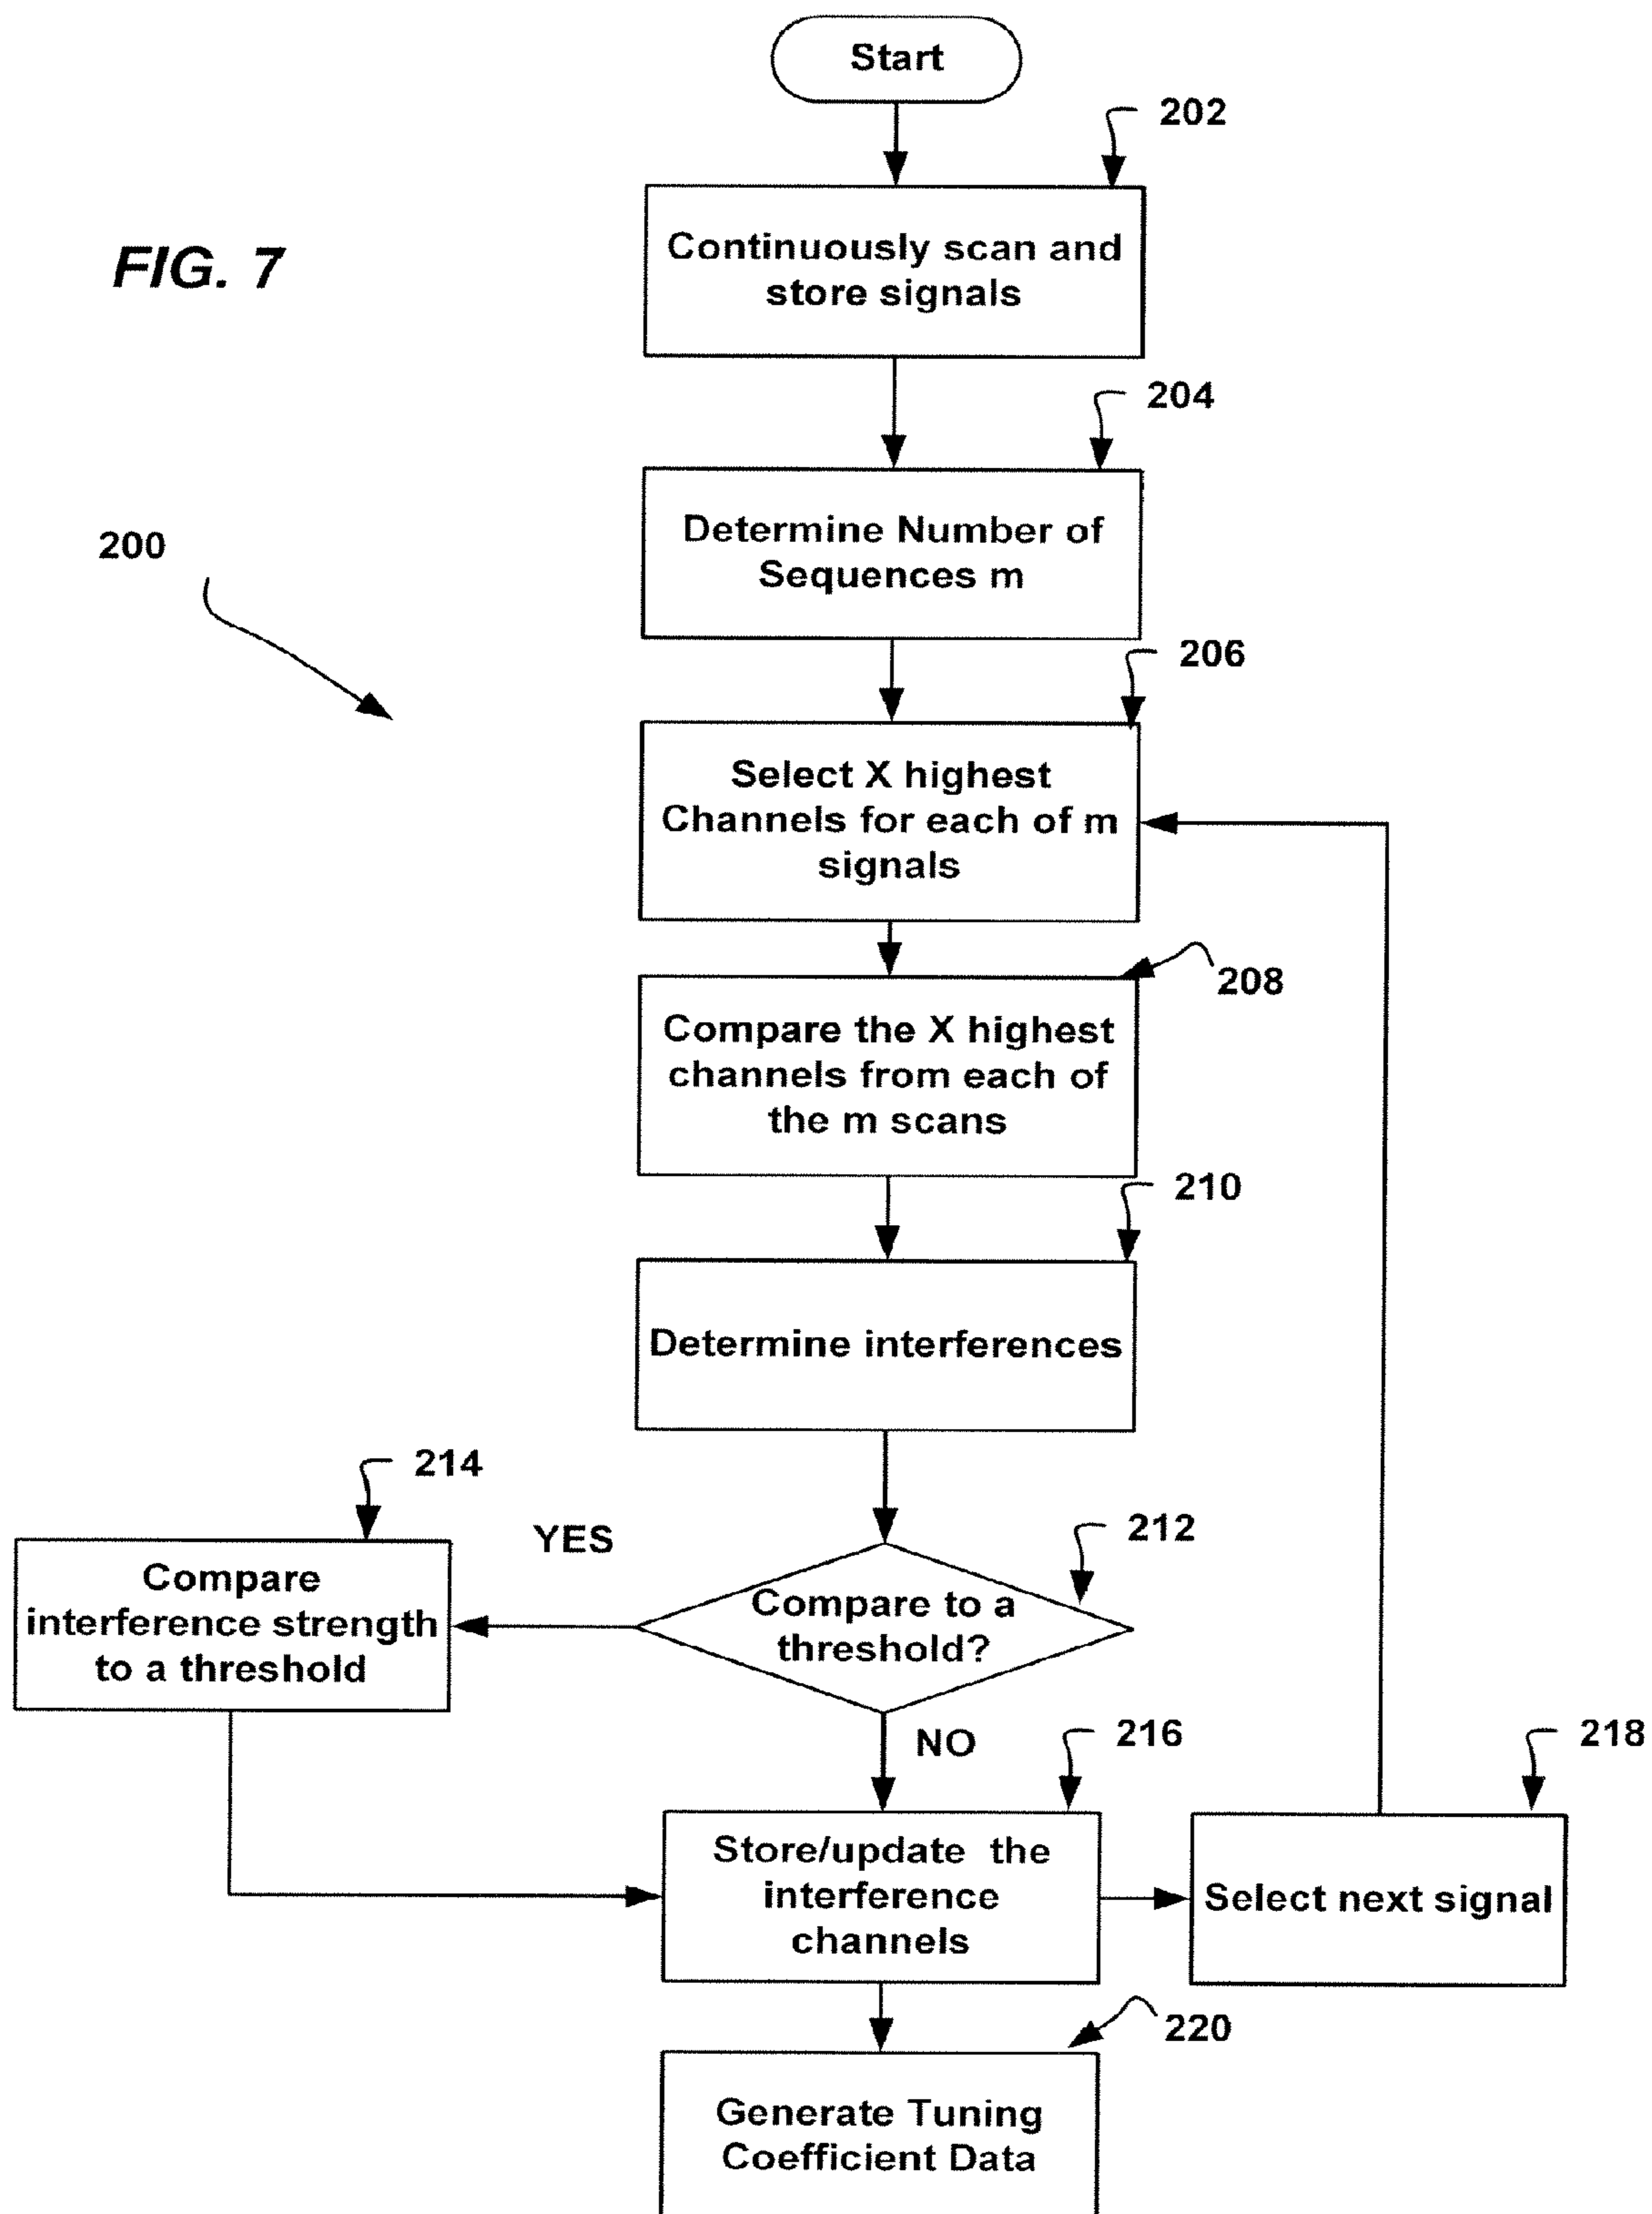 Start
202
Continuously scan and
store signals
FIG. 7
204
Determine Number of
Sequences m
200
206
Select X highest
Channels for each of m
signals
208
Compare the X highest
channels from each of
the m scans
210
Determine interferences
214
YES
212
Compare
interference strength
to a threshold
Compare to a
threshold?
NO
216
218
Store/update the
interference
channels
Select next signal
220
Generate Tuning
Coefficient Data